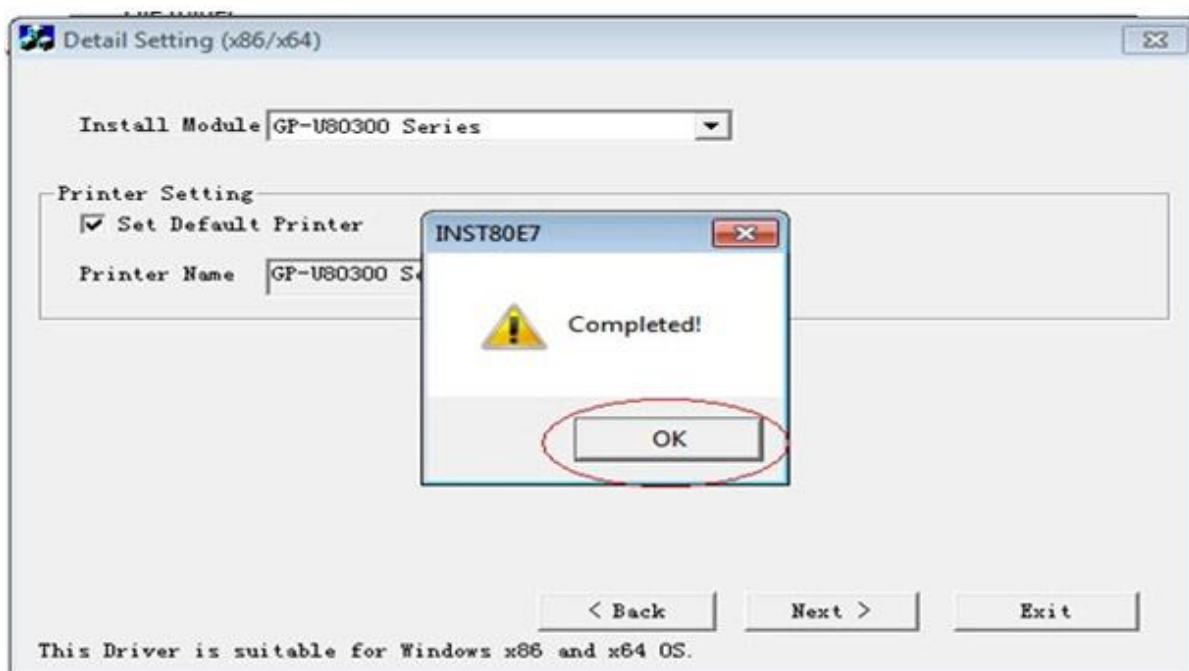 Detail Setting (x86/x64)
Install Module GP-U80300 Series
Printer Setting
Set Default Printer
INST80E7
Printer Name GP-U80300
Completed!
OK
< Back Next > Exit
This Driver is suitable for Windows x86 and x64 OS.